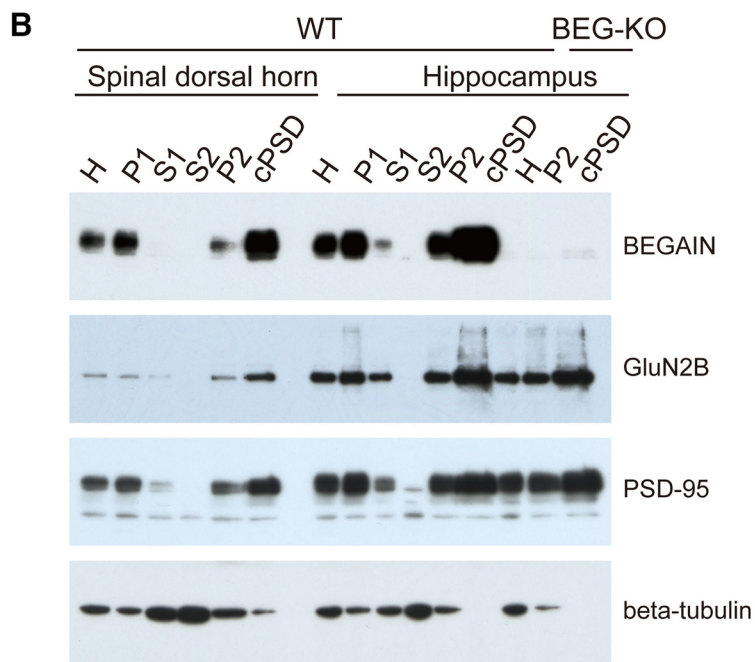 B
WT BEG-KO
Spinal dorsal horn Hippocampus
H P1 S1 S2 P2 cPSD H P1 S1 S2 P2 cPSD H P2 cPSD
BEGAIN
GluN2B
PSD-95
beta-tubulin